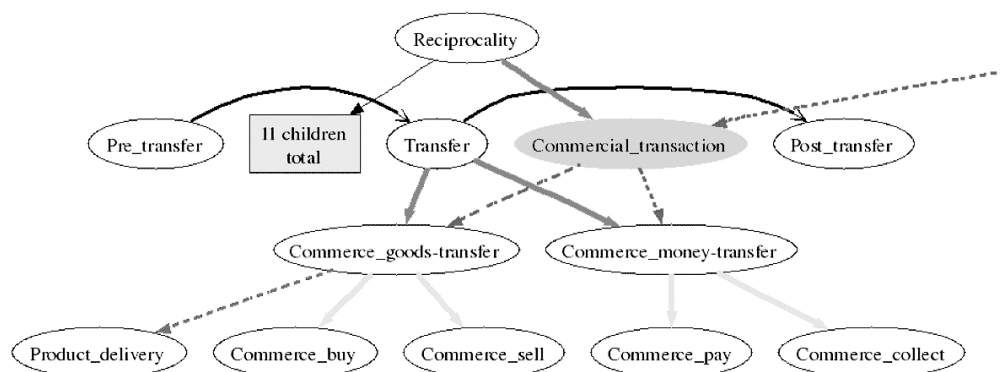 Reciprocality
Pre_transfer
11 children
total
Transfer
Commercial_transaction
Post_transfer
Commerce_goods-transfer
Commerce_money-transfer
Product_delivery
Commerce_buy
Commerce_sell
Commerce_pay
Commerce_collect